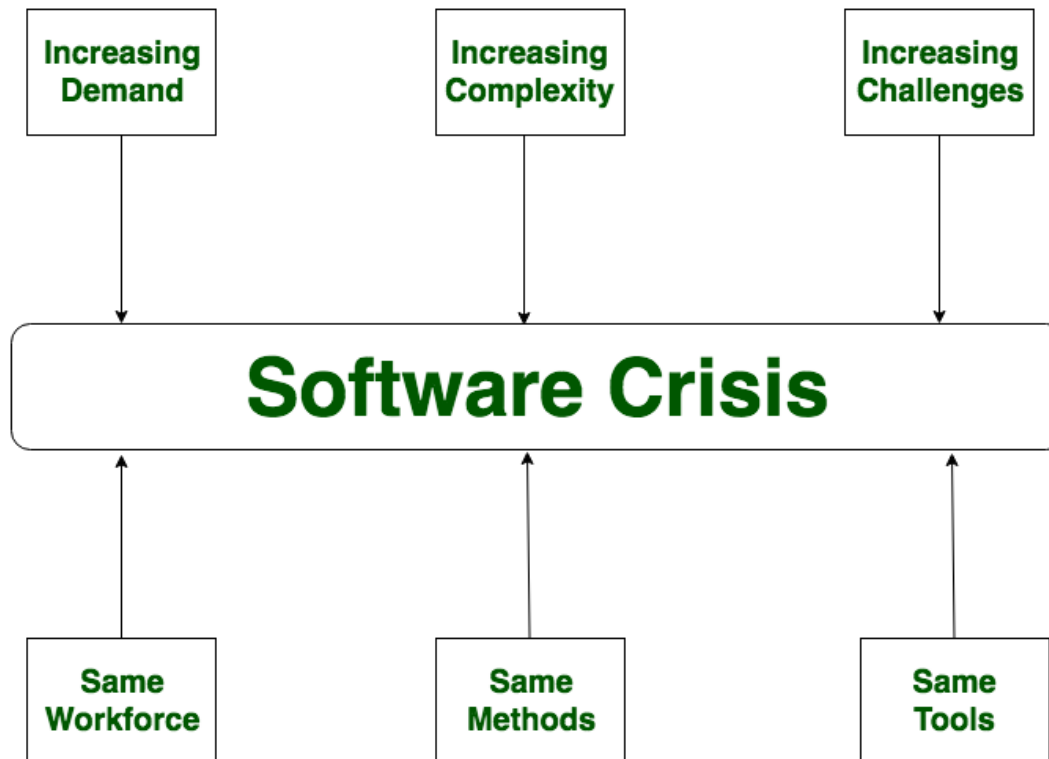 Increasing
Demand
Increasing
Complexity
Increasing
Challenges
Software Crisis
Same
Workforce
Same
Methods
Same
Tools